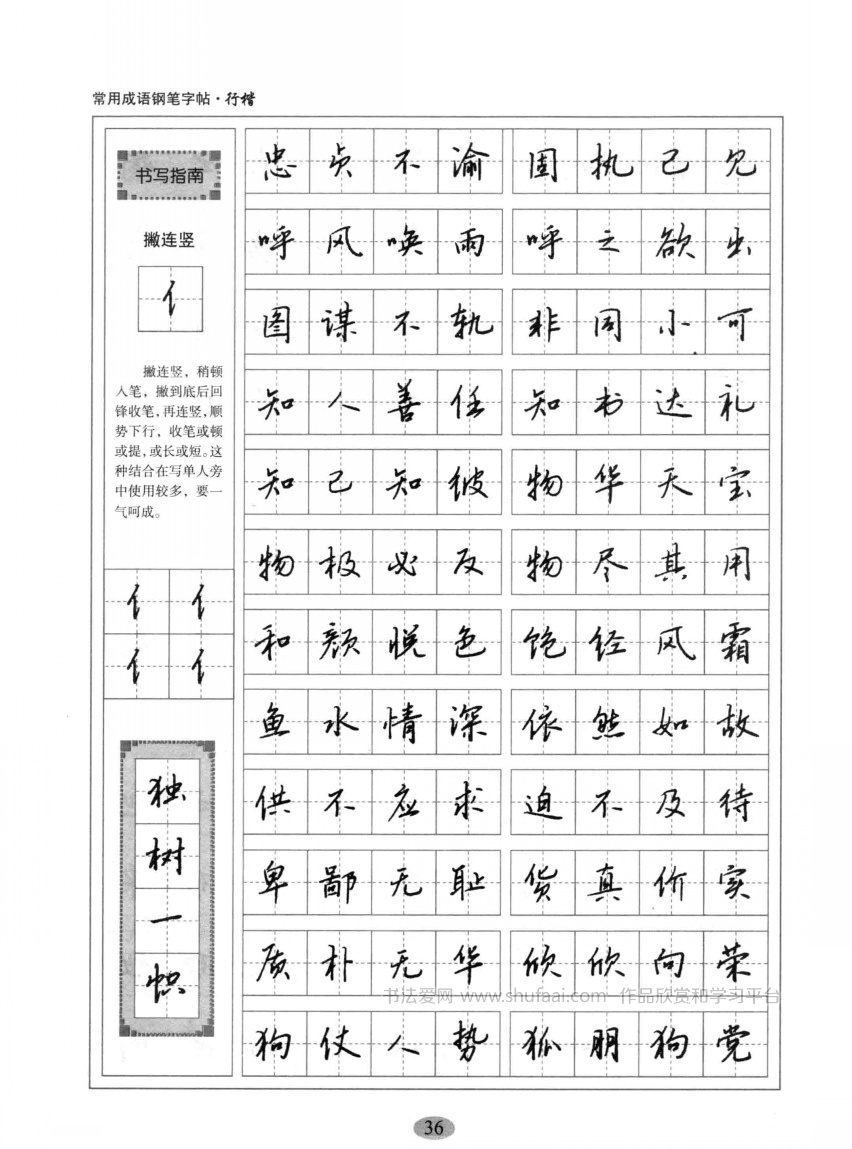 常用成语钢笔字帖·行楷
书写指南
撇连竖
亻
撇连竖，稍顿
入笔，撇到底后回
锋收笔，再连竖，顺
势下行，收笔或顿
或提，或长或短。这
种结合在写单人旁
中使用较多，要一
气呵成。
亻 亻
亻 亻
独
树
一
帜
忠贞不渝 固执己见
呼风唤雨 呼之欲出
图谋不轨 非同小可
知人善任 知书达礼
知己知彼 物华天宝
物极必反 物尽其用
和颜悦色 饱经风霜
鱼水情深 依然如故
供不应求 迫不及待
卑鄙无耻 货真价实
质朴无华 欣欣向荣
书法爱网 www.shufaai.com 作品欣赏和学习平台
狗仗人势 狐朋狗党
36